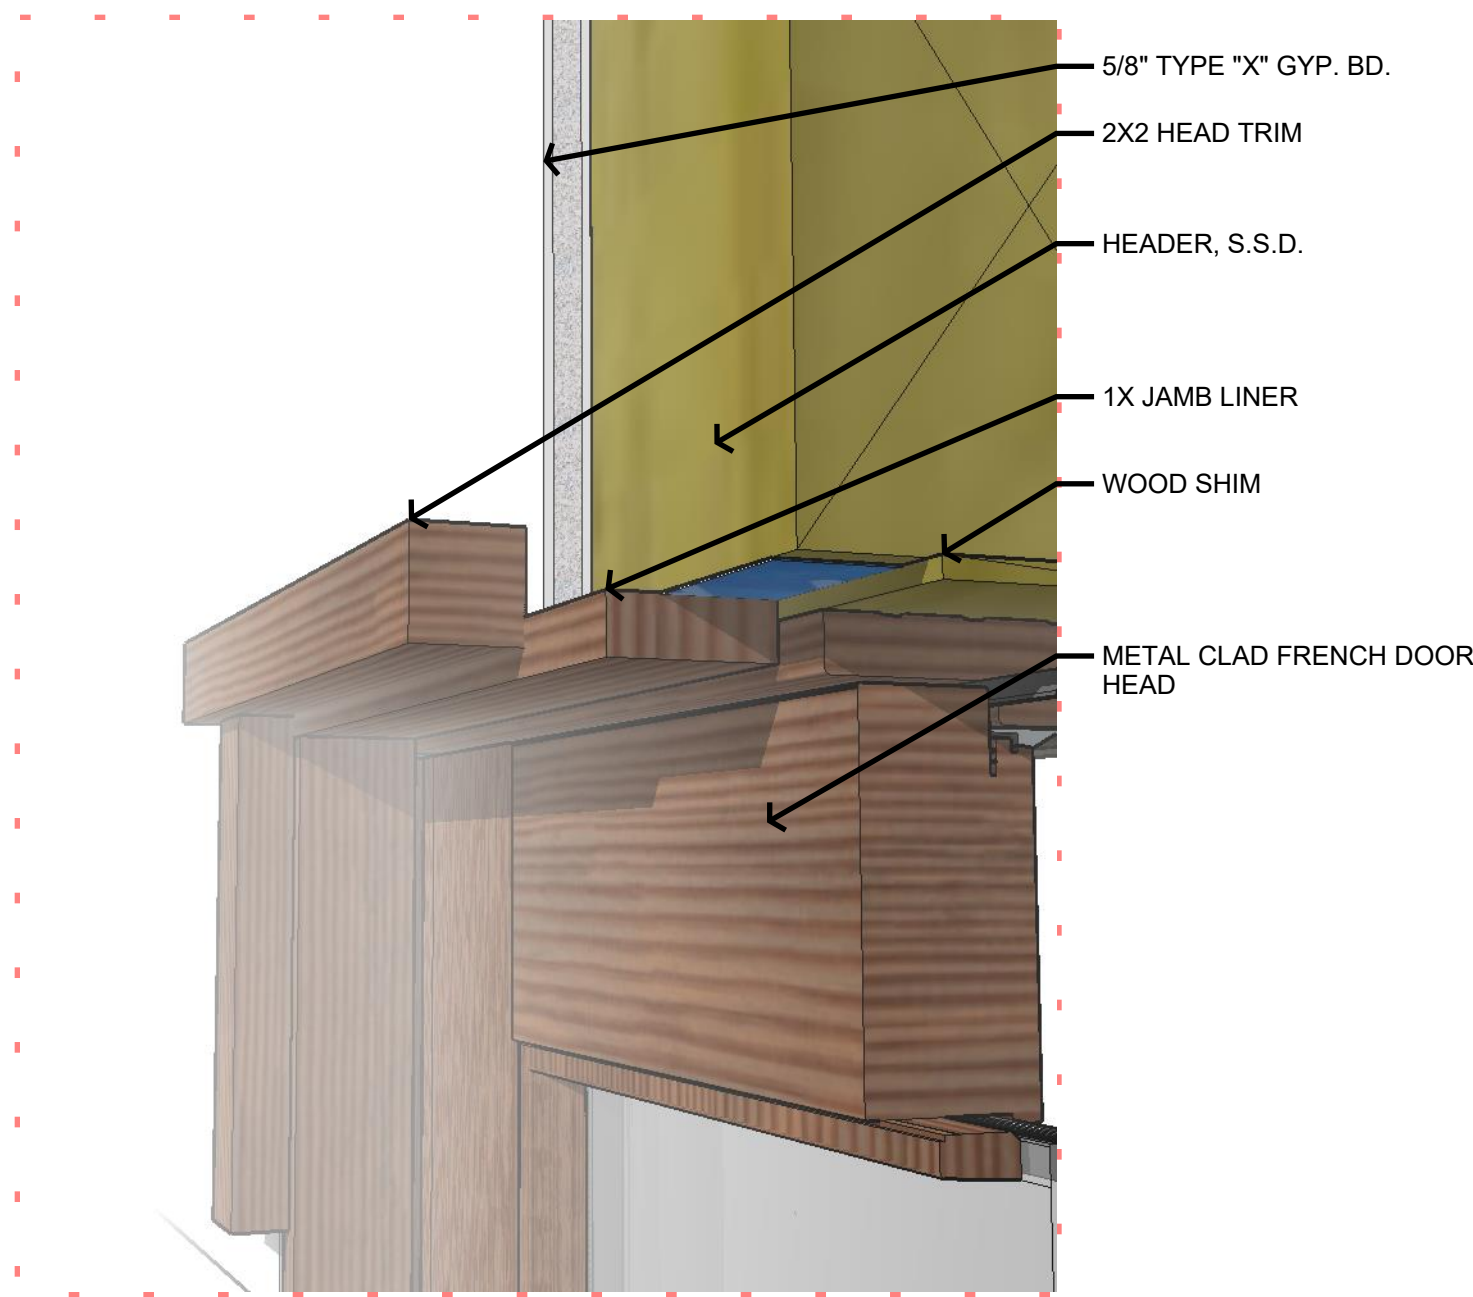 5/8" TYPE "X" GYP. BD.
2X2 HEAD TRIM
HEADER, S.S.D.
1X JAMB LINER
WOOD SHIM
METAL CLAD FRENCH DOOR
HEAD